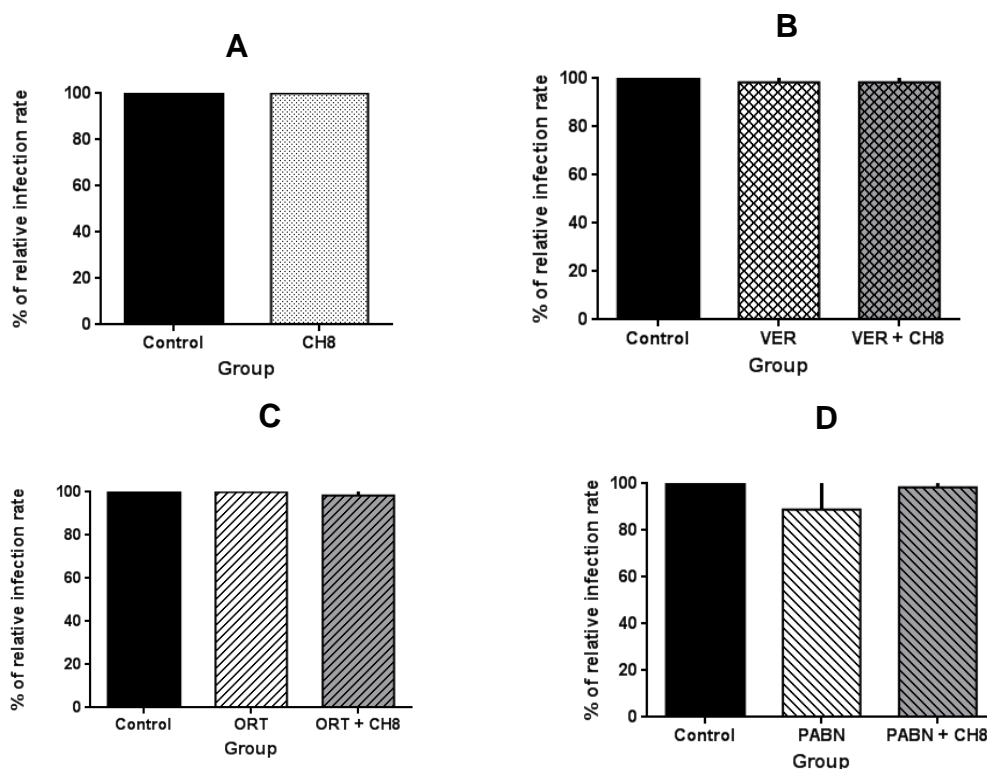 A
% of relative infection rate
100
80
60
40
20
0
Control CH8
Group
B
% of relative infection rate
100
80
60
40
20
0
Control VER VER + CH8
Group
C
% of relative infection rate
100
80
60
40
20
0
Control ORT ORT + CH8
Group
D
% of relative infection rate
100
80
60
40
20
0
Control PABN PABN + CH8
Group